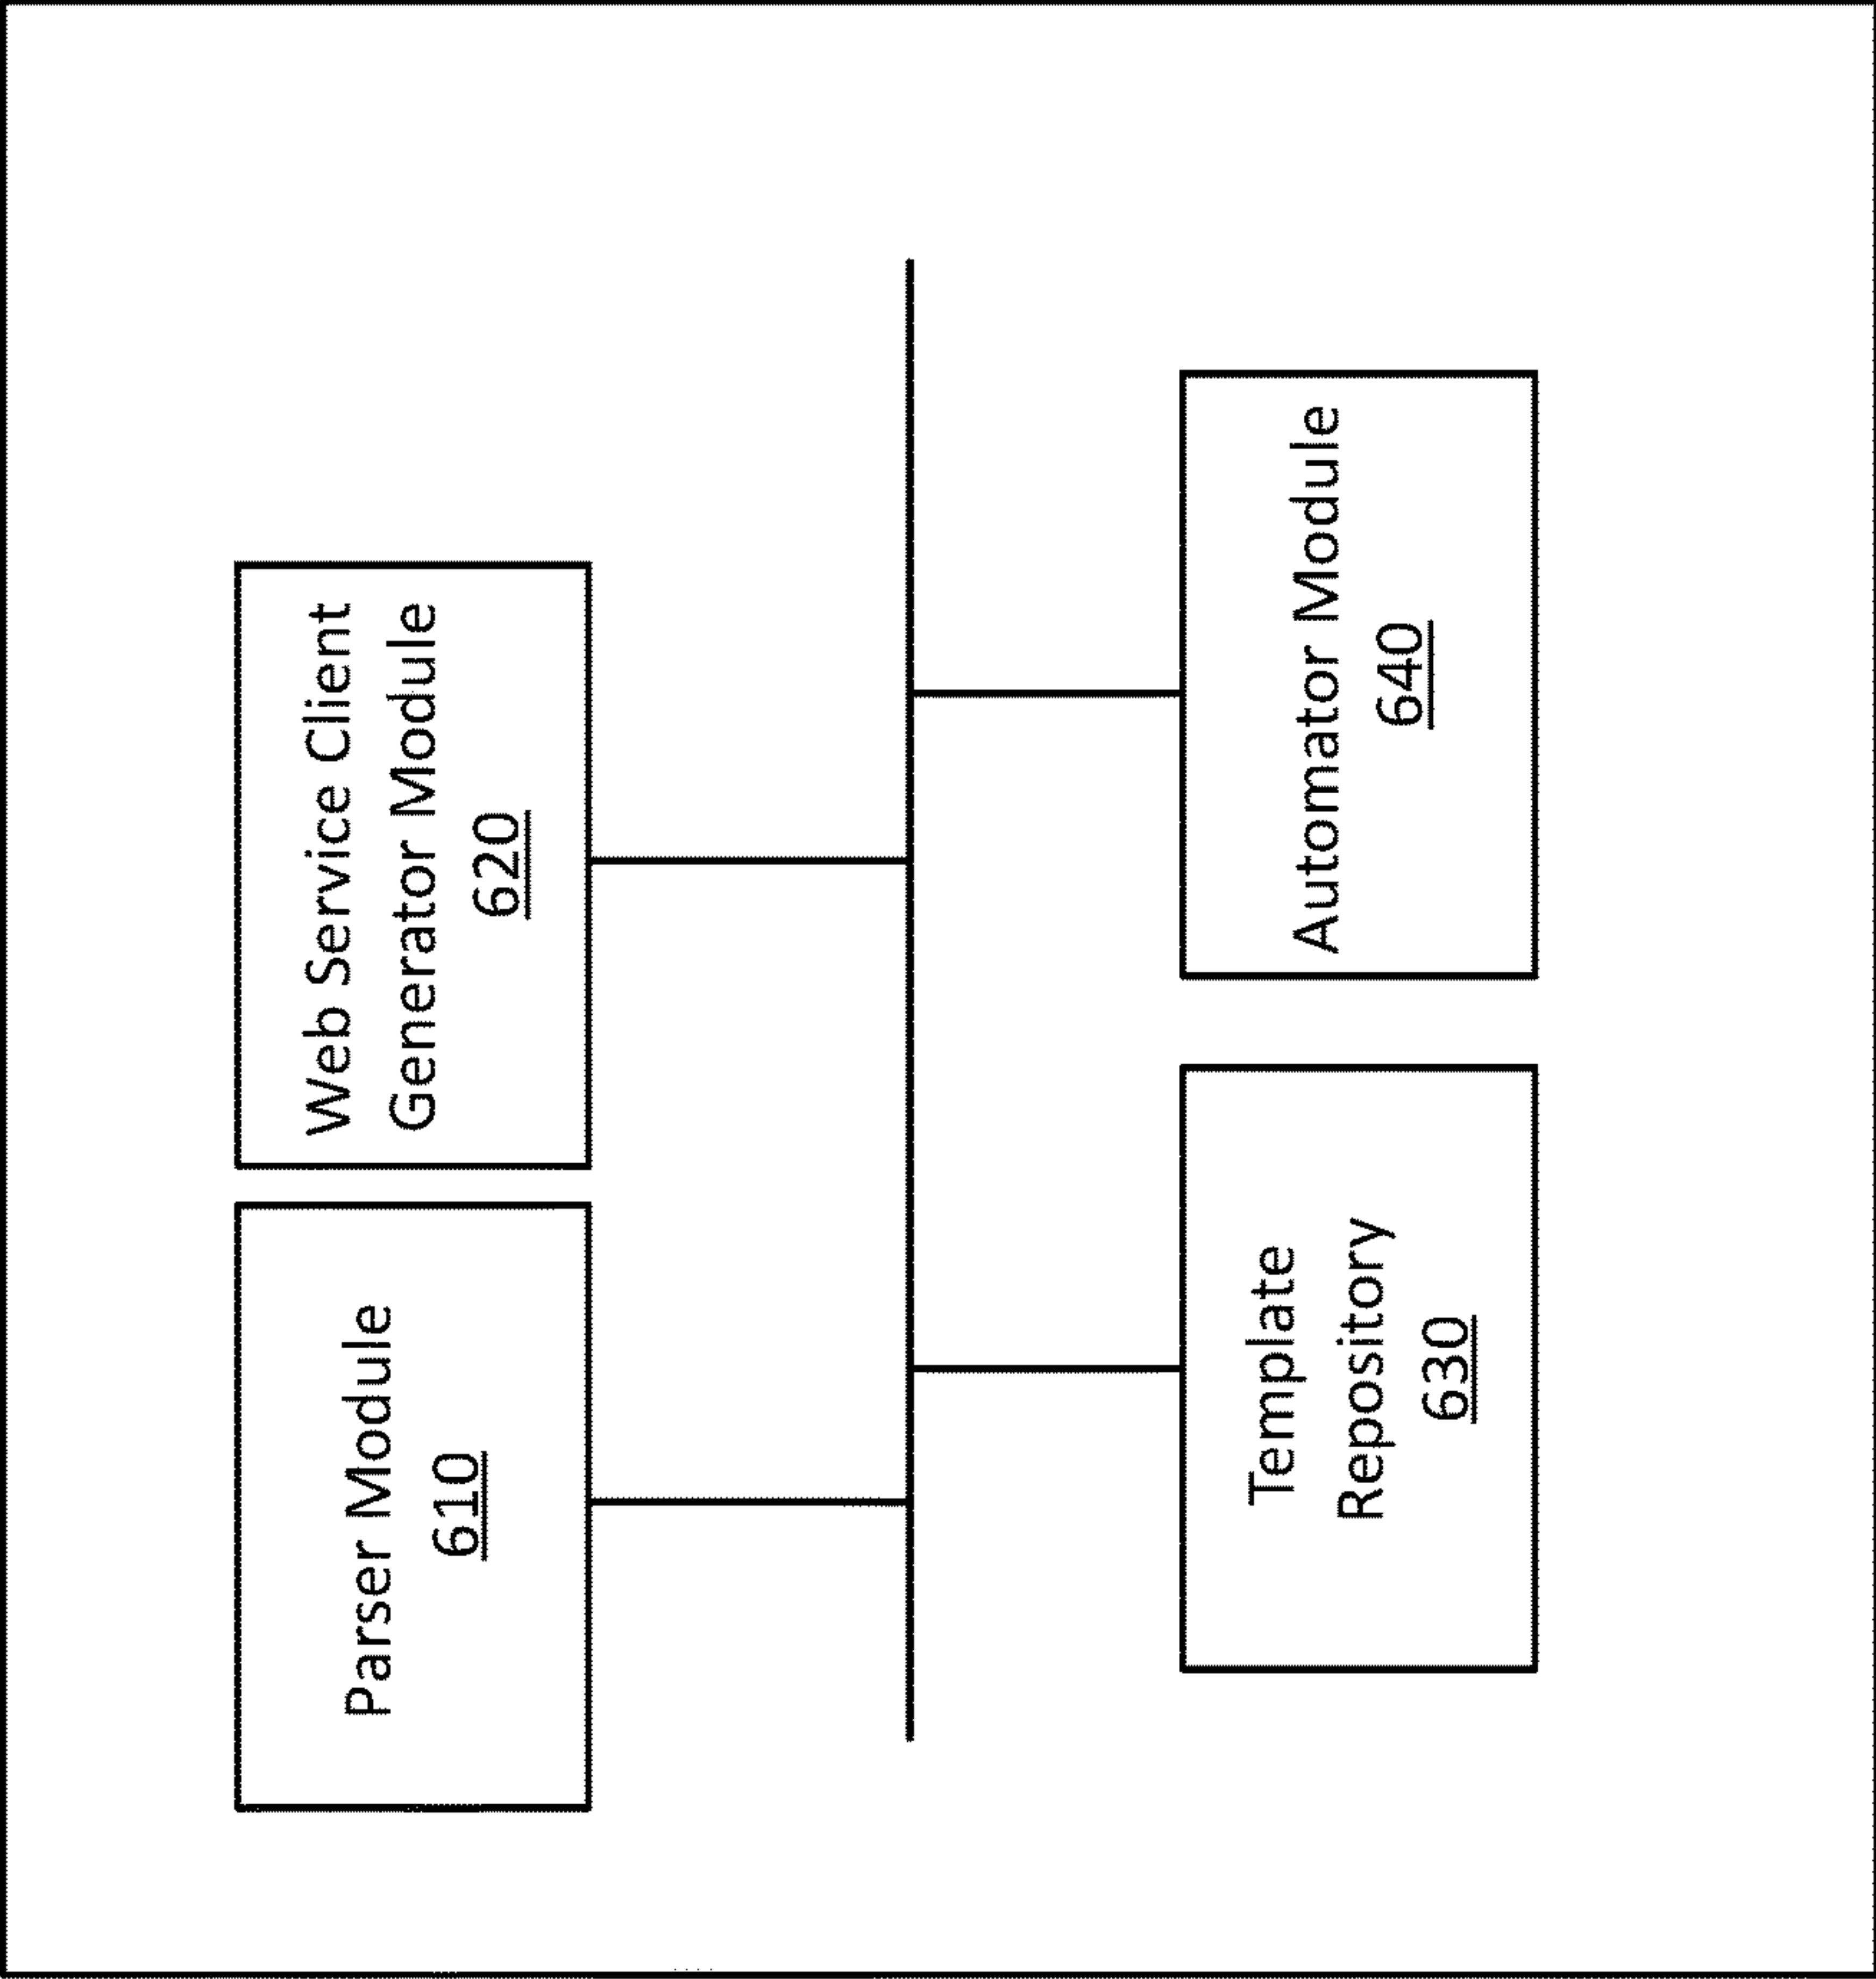 Parser Module
610
Web Service Client
Generator Module
620
Template
Repository
630
Automator Module
640